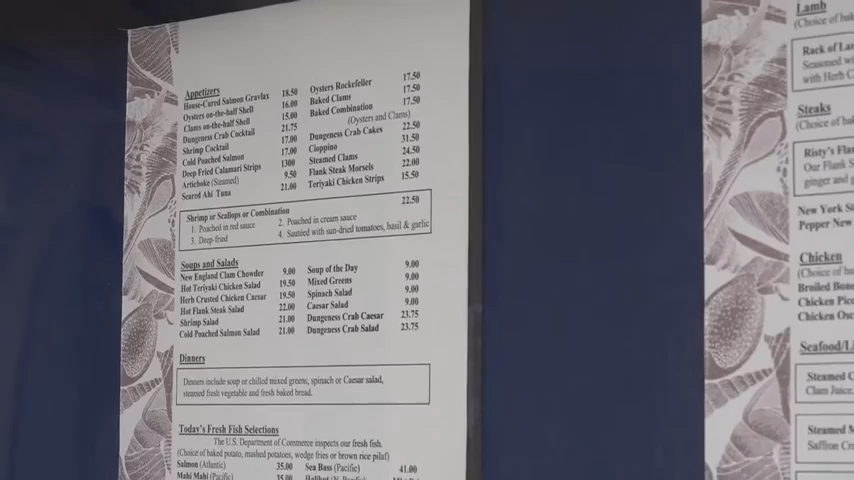 Appetizers
House-Cured Salmon Gravlax 18.50
Oysters on-the-half Shell 16.00
Clams on-the-half Shell 15.00
Dungeness Crab Cocktail 21.75
Shrimp Cocktail 17.00
Cold Poached Salmon 17.00
Deep Fried Calamari Strips 1300
Artichoke (Steamed) 9.50
Seared Ahi Tuna 21.00
Oysters Rockefeller 17.50
Baked Clams 17.50
Baked Combination 17.50
(Oysters and Clams)
Dungeness Crab Cakes 22.50
Cioppino 31.50
Steamed Clams 24.50
Flank Steak Morsels 22.00
Teriyaki Chicken Strips 15.50
Shrimp or Scallops or Combination 22.50
1. Poached in red sauce 2. Poached in cream sauce
3. Deep-fried 4. Sautéed with sun-dried tomatoes, basil & garlic
Soups and Salads
New England Clam Chowder 9.00
Hot Teriyaki Chicken Salad 19.50
Herb Crusted Chicken Caesar 19.50
Hot Flank Steak Salad 22.00
Shrimp Salad 21.00
Cold Poached Salmon Salad 21.00
Soup of the Day 9.00
Mixed Greens 9.00
Spinach Salad 9.00
Caesar Salad 9.00
Dungeness Crab Caesar 23.75
Dungeness Crab Salad 23.75
Dinners
Dinners include soup or chilled mixed greens, spinach or Caesar salad,
steamed fresh vegetable and fresh baked bread.
Today's Fresh Fish Selections
The U.S. Department of Commerce inspects our fresh fish.
(Choice of baked potato, mashed potatoes, wedge fries or brown rice pilaf)
Salmon (Atlantic) 35.00 Sea Bass (Pacific) 41.00
Mahi Mahi (Pacific) 35.00
Lamb
(Choice of bak
Rack of La
Seasoned wi
with Herb C
Steaks
(Choice of ba
Risty's Fla
Our Flank S
ginger and g
New York S
Pepper New
Chicken
(Choice of ba
Broiled Bone
Chicken Picc
Chicken Osc
Seafood/Li
Steamed C
Clam Juice,
Steamed M
Saffron Cr